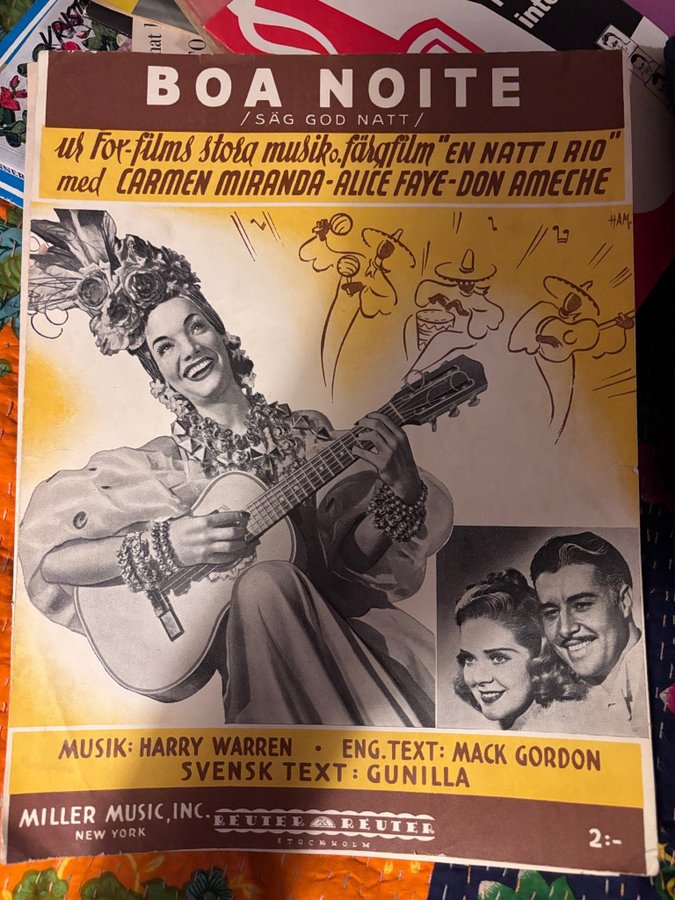 BOA NOITE
/SÄG GOD NATT/
ur Fox-films stora musik o. färgfilm "EN NATT I RIO"
med CARMEN MIRANDA-ALICE FAYE-DON AMECHE
HAM.
MUSIK: HARRY WARREN • ENG. TEXT: MACK GORDON
SVENSK TEXT: GUNILLA
MILLER MUSIC, INC.
NEW YORK
REUTER REUTER
STOCKHOLM
2:-